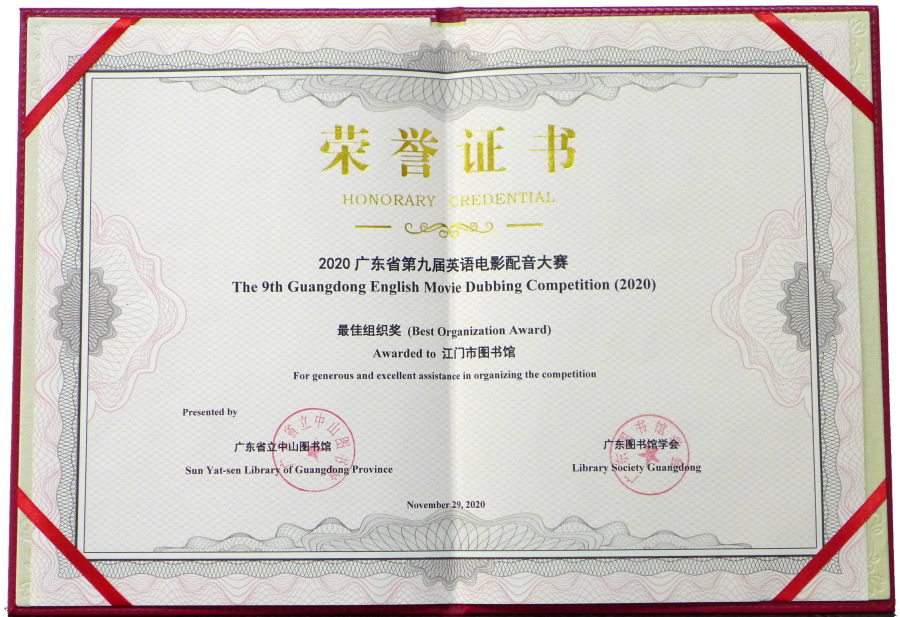 荣誉证书
HONORARY CREDENTIAL
2020 广东省第九届英语电影配音大赛
The 9th Guangdong English Movie Dubbing Competition (2020)
最佳组织奖 (Best Organization Award)
Awarded to 江门市图书馆
For generous and excellent assistance in organizing the competition
Presented by
广东省立中山图书馆
Sun Yat-sen Library of Guangdong Province
广东图书馆学会
Library Society Guangdong
November 29, 2020